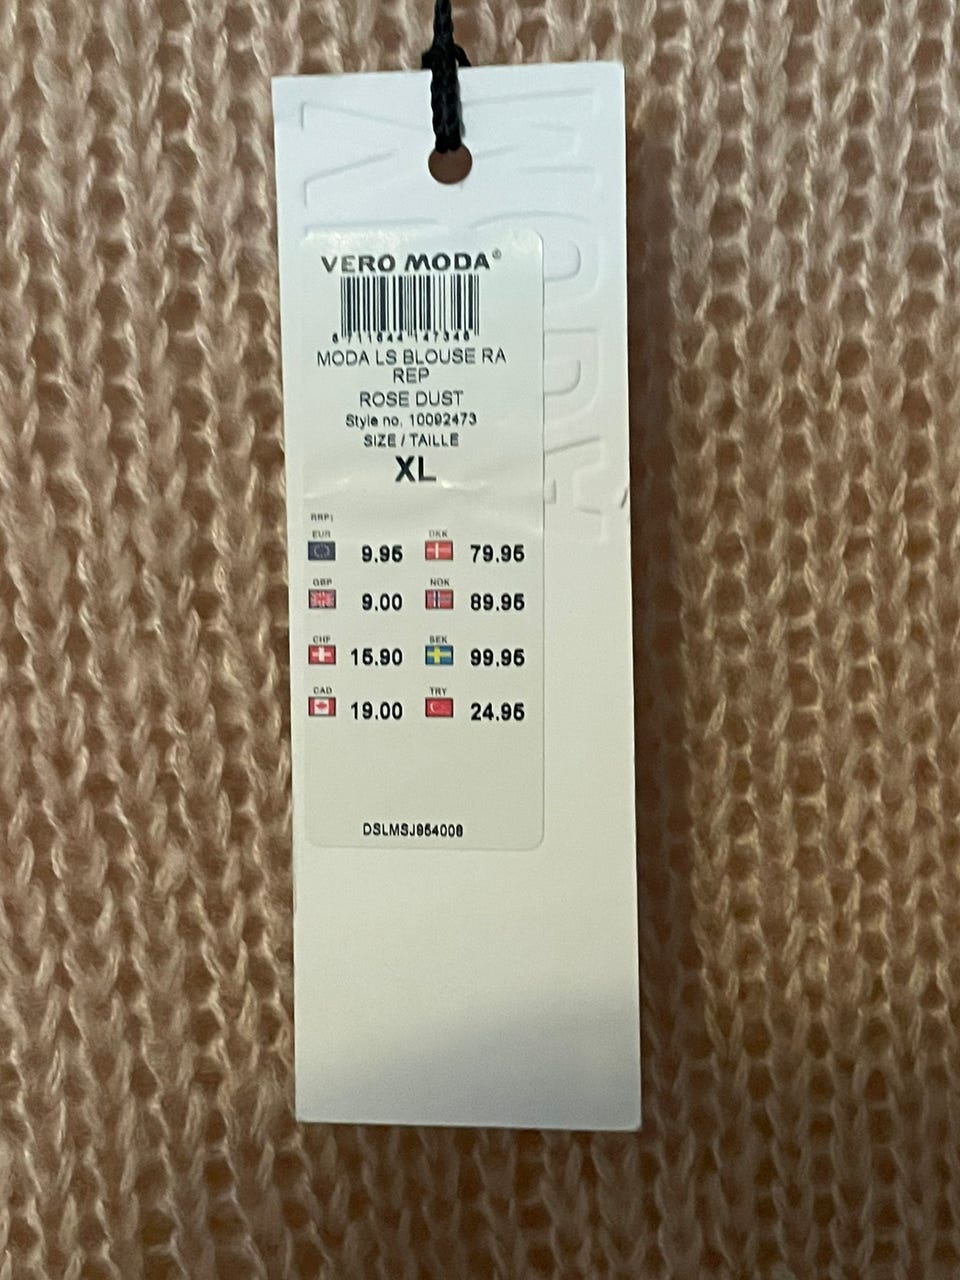 VERO MODA®
MODA LS BLOUSE RA
REP
ROSE DUST
Style no. 10092473
SIZE / TAILLE
XL
RRP:
EUR 9.95 DKK 79.95
GBP 9.00 NOK 89.95
CHF 15.90 SEK 99.95
CAD 19.00 TRY 24.95